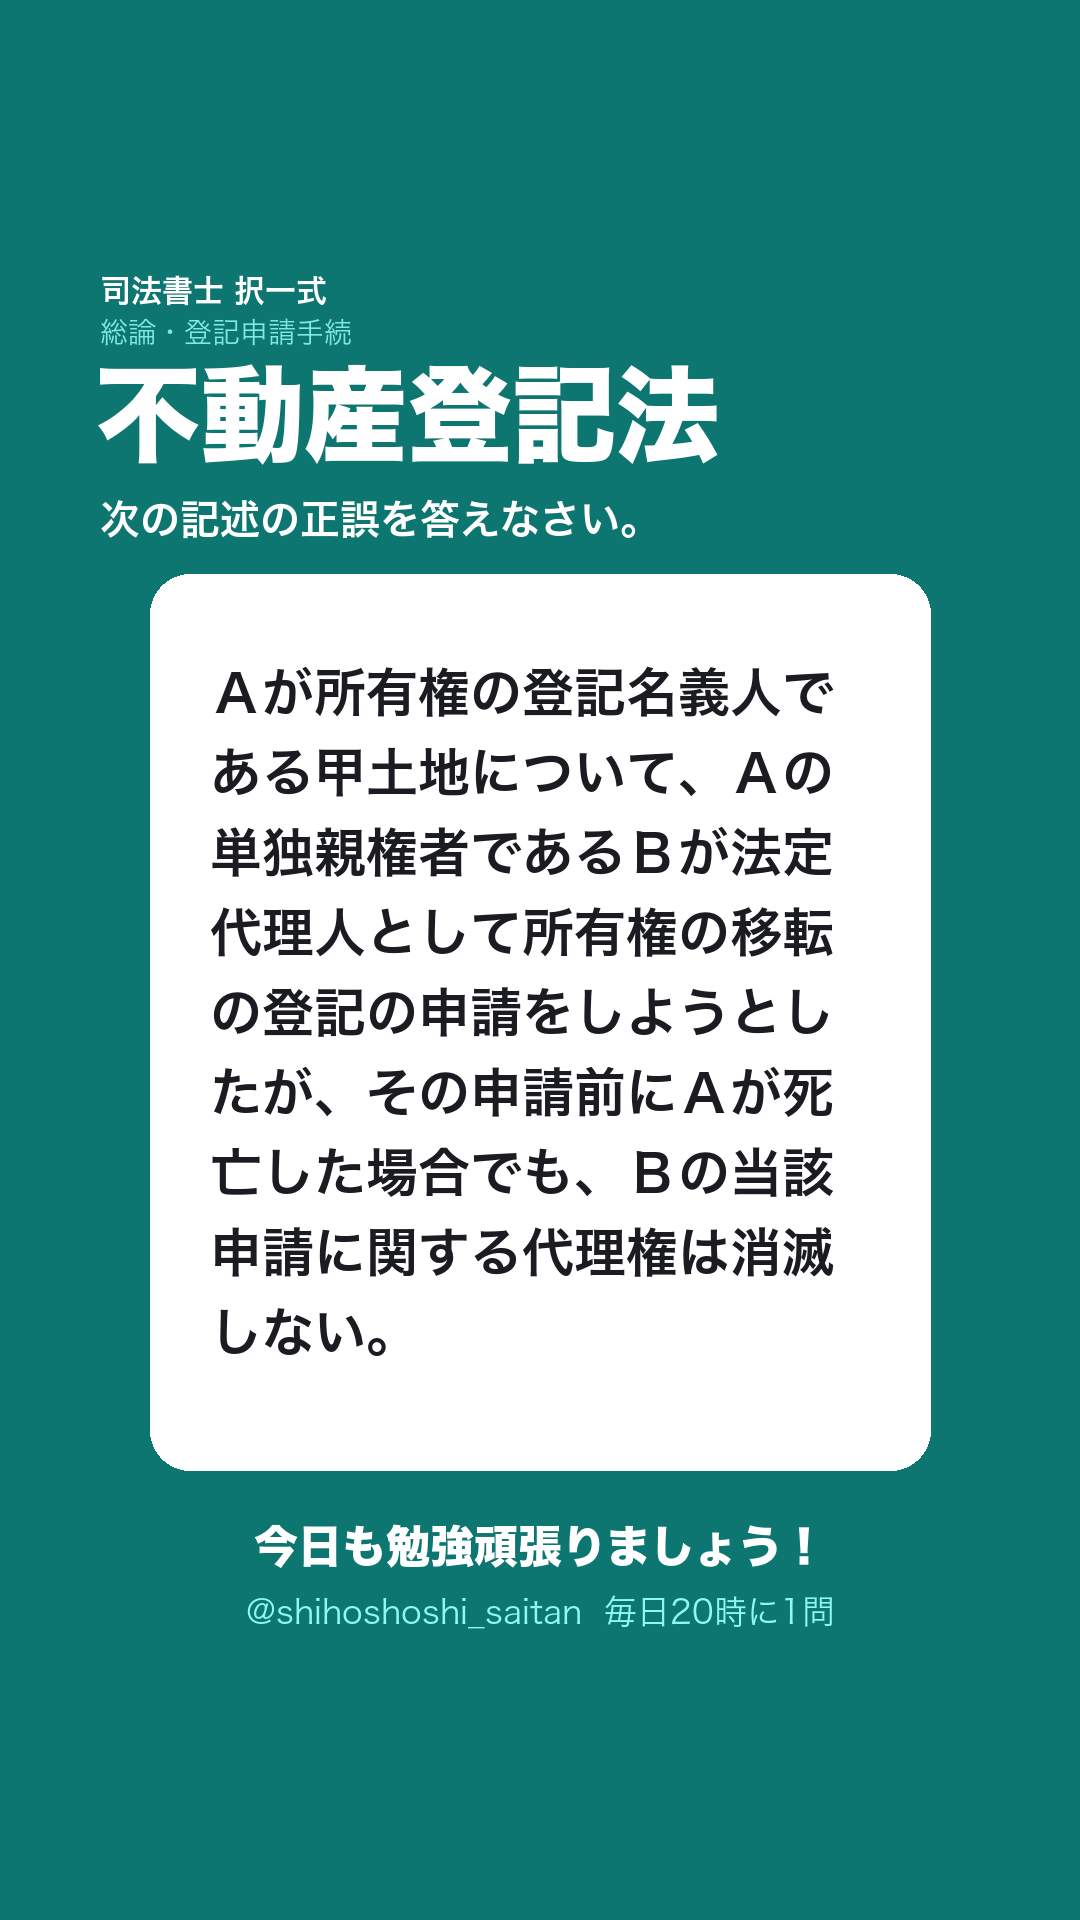 司法書士 択一式
総論・登記申請手続
不動産登記法
次の記述の正誤を答えなさい。
Ａが所有権の登記名義人で
ある甲土地について、Ａの
単独親権者であるＢが法定
代理人として所有権の移転
の登記の申請をしようとし
たが、その申請前にＡが死
亡した場合でも、Ｂの当該
申請に関する代理権は消滅
しない。
今日も勉強頑張りましょう！
@shihoshoshi_saitan 毎日20時に1問